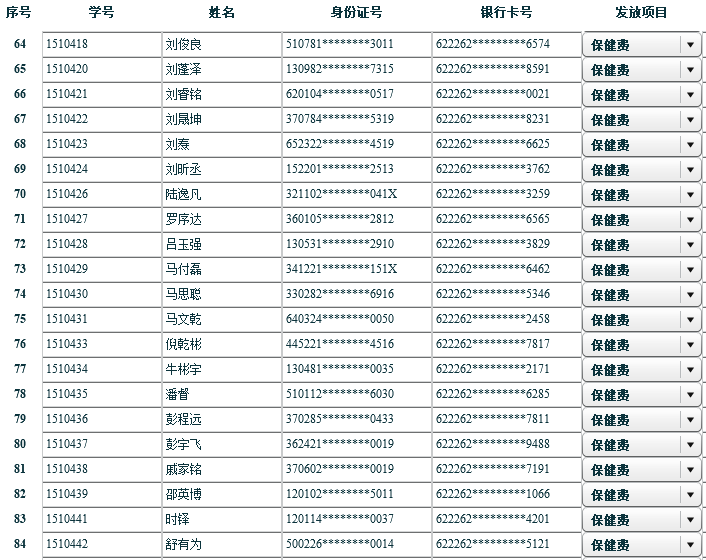 序号 学号 姓名 身份证号 银行卡号 发放项目
64 1510418 刘俊良 510781********3011 622262*********6574 保健费
65 1510420 刘蓬泽 130982********7315 622262*********8591 保健费
66 1510421 刘睿铭 620104********0517 622262*********0021 保健费
67 1510422 刘晟坤 370784********5319 622262*********8231 保健费
68 1510423 刘焘 652322********4519 622262*********6625 保健费
69 1510424 刘昕丞 152201********2513 622262*********3762 保健费
70 1510426 陆逸凡 321102********041X 622262*********3259 保健费
71 1510427 罗序达 360105********2812 622262*********6565 保健费
72 1510428 吕玉强 130531********2910 622262*********3829 保健费
73 1510429 马付磊 341221********151X 622262*********6462 保健费
74 1510430 马思聪 330282********6916 622262*********5346 保健费
75 1510431 马文乾 640324********0050 622262*********2458 保健费
76 1510433 倪乾彬 445221********4516 622262*********7817 保健费
77 1510434 牛彬宇 130481********0035 622262*********2171 保健费
78 1510435 潘督 510112********6030 622262*********6285 保健费
79 1510436 彭程远 370285********0433 622262*********7811 保健费
80 1510437 彭宇飞 362421********0019 622262*********9488 保健费
81 1510438 戚家铭 370602********0019 622262*********7191 保健费
82 1510439 邵英博 120102********5011 622262*********1066 保健费
83 1510441 时铎 120114********0037 622262*********4201 保健费
84 1510442 舒有为 500226********0014 622262*********5121 保健费